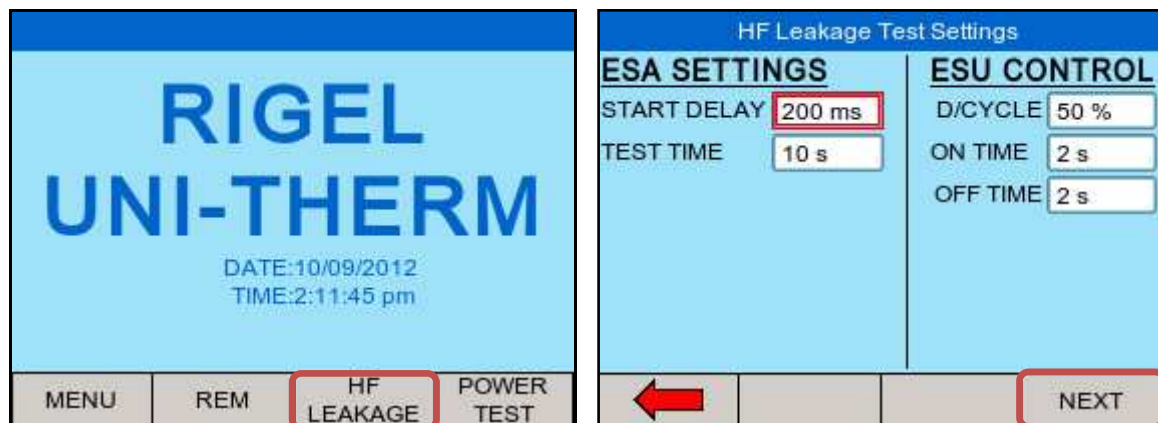 RIGEL
UNI-THERM
DATE:10/09/2012
TIME:2:11:45 pm
MENU
REM
HF
LEAKAGE
POWER
TEST
HF Leakage Test Settings
ESA SETTINGS
START DELAY 200 ms
TEST TIME 10 s
ESU CONTROL
D/CYCLE 50 %
ON TIME 2 s
OFF TIME 2 s
NEXT